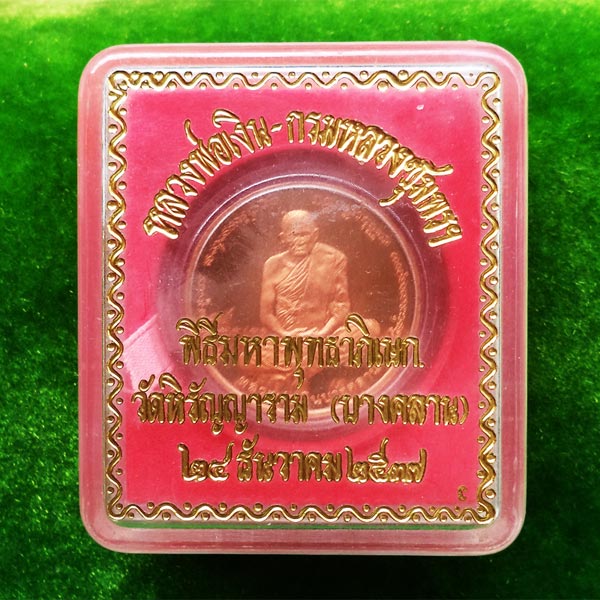 หลวงพ่อเงิน-กรมหลวงชุมพรฯ
พิธีมหาพุทธาภิเษก
วัดหิรัญญาราม (บางคลาน)
๒๔ ธันวาคม ๒๕๓๗